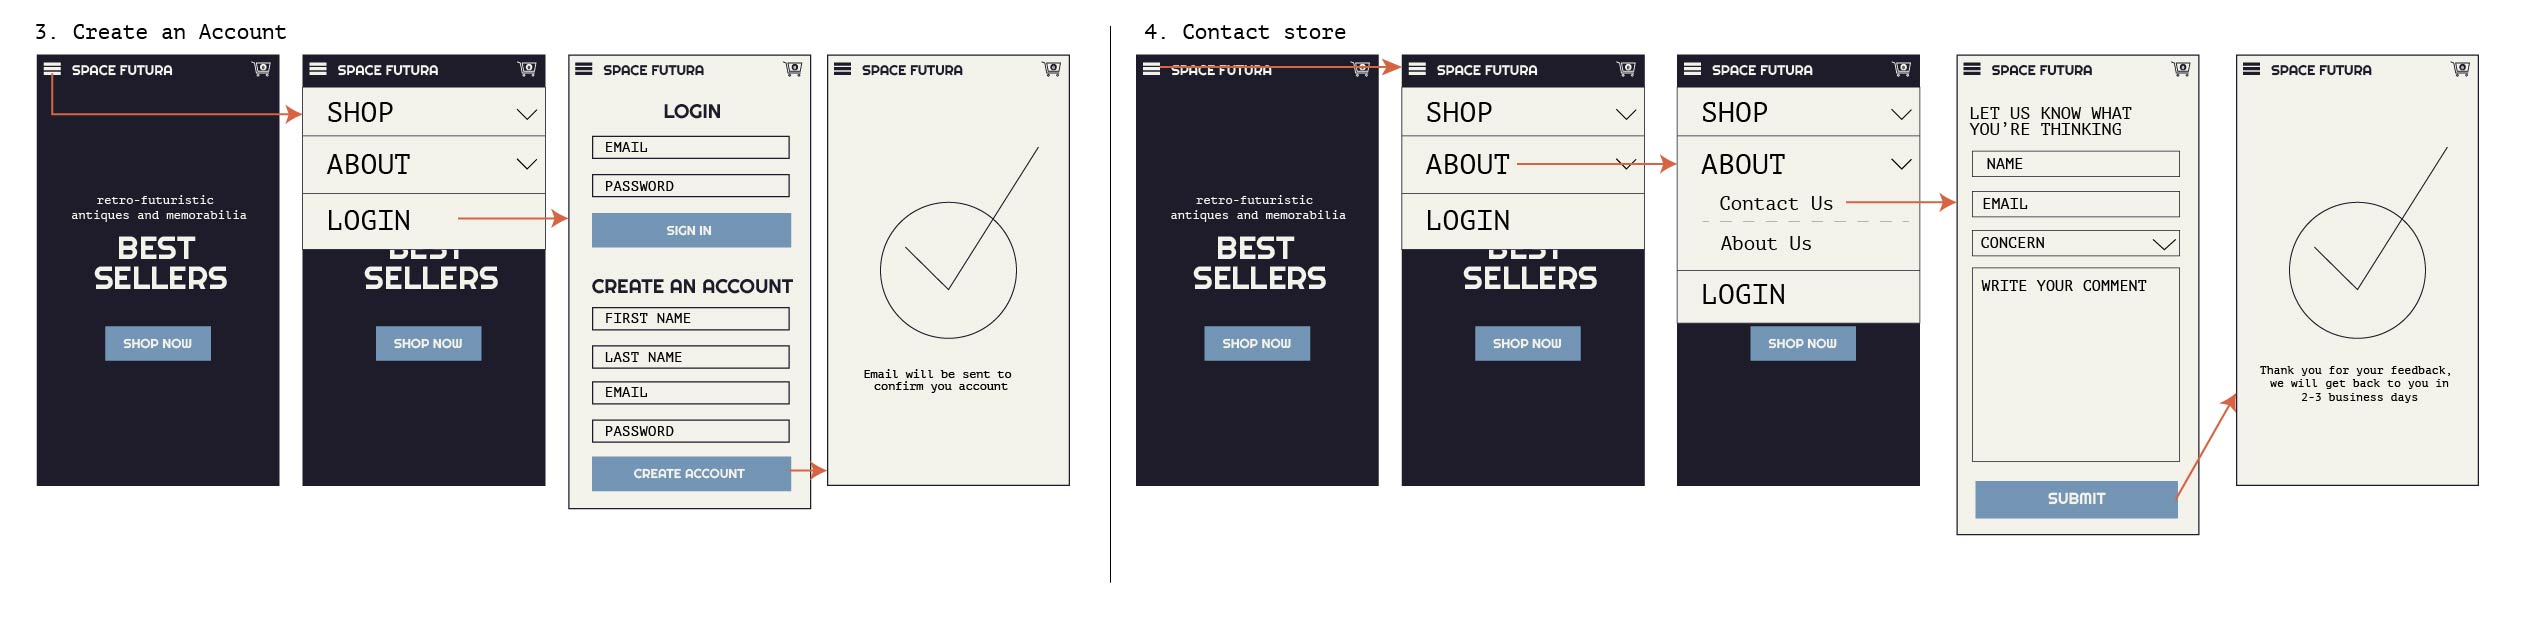 3. Create an Account
SPACE FUTURA
retro-futuristic
antiques and memorabilia
BEST
SELLERS
SHOP NOW
SPACE FUTURA
SHOP
ABOUT
LOGIN
BEST
SELLERS
SHOP NOW
SPACE FUTURA
LOGIN
EMAIL
PASSWORD
SIGN IN
CREATE AN ACCOUNT
FIRST NAME
LAST NAME
EMAIL
PASSWORD
CREATE ACCOUNT
SPACE FUTURA
Email will be sent to
confirm you account
4. Contact store
SPACE FUTURA
retro-futuristic
antiques and memorabilia
BEST
SELLERS
SHOP NOW
SPACE FUTURA
SHOP
ABOUT
LOGIN
BEST
SELLERS
SHOP NOW
SPACE FUTURA
SHOP
ABOUT
Contact Us
About Us
LOGIN
SHOP NOW
SPACE FUTURA
LET US KNOW WHAT
YOU’RE THINKING
NAME
EMAIL
CONCERN
WRITE YOUR COMMENT
SUBMIT
SPACE FUTURA
Thank you for your feedback,
we will get back to you in
2-3 business days